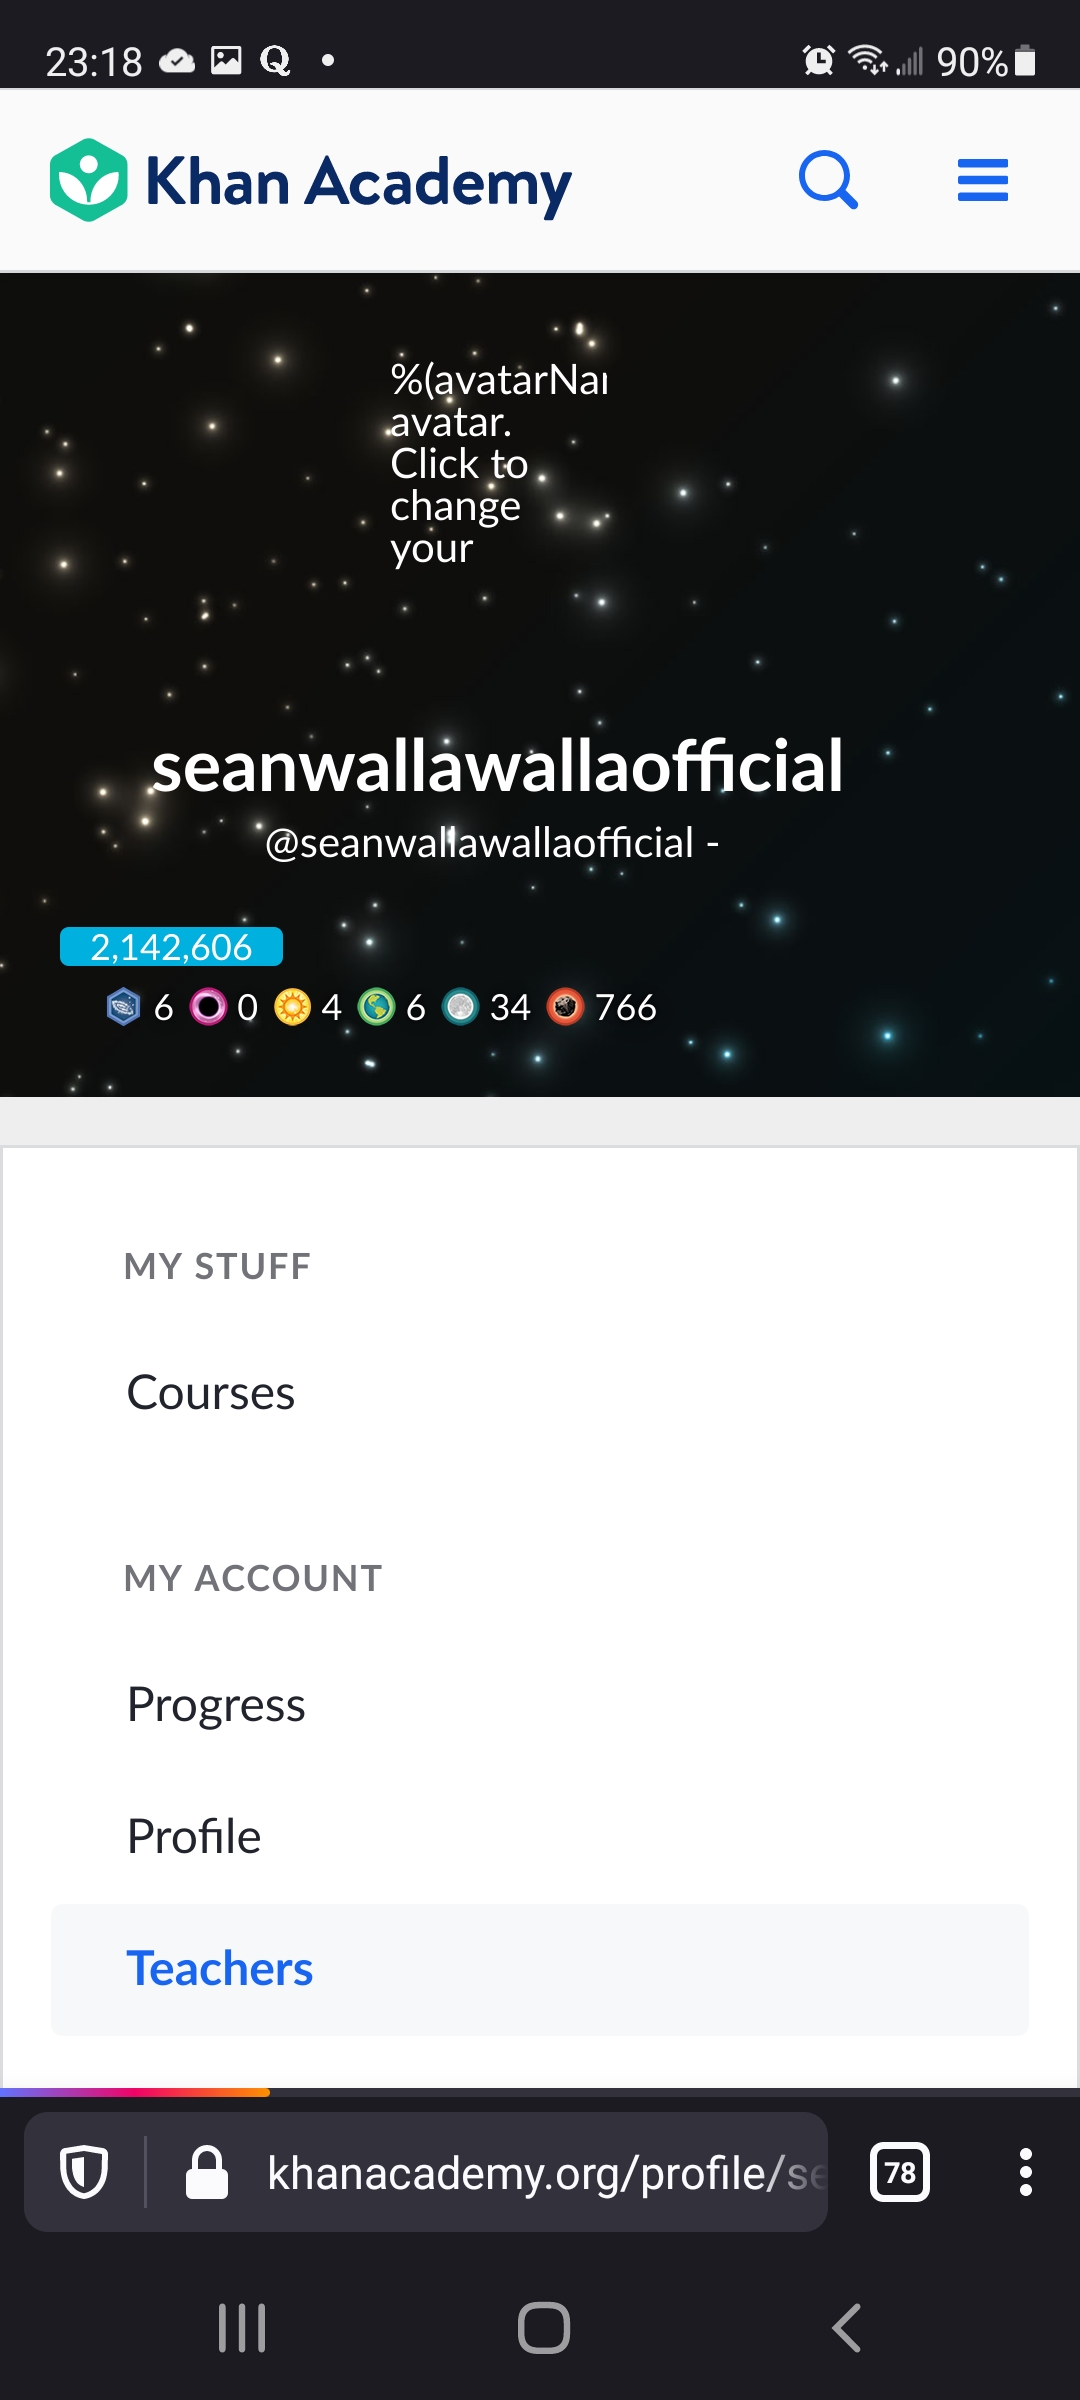 23:18 Q 90%
Khan Academy
%(avatarNar
avatar.
Click to
change
your
seanwallawallaofficial
@seanwallawallaofficial -
2,142,606
6 0 4 6 34 766
MY STUFF
Courses
MY ACCOUNT
Progress
Profile
Teachers
khanacademy.org/profile/se
78